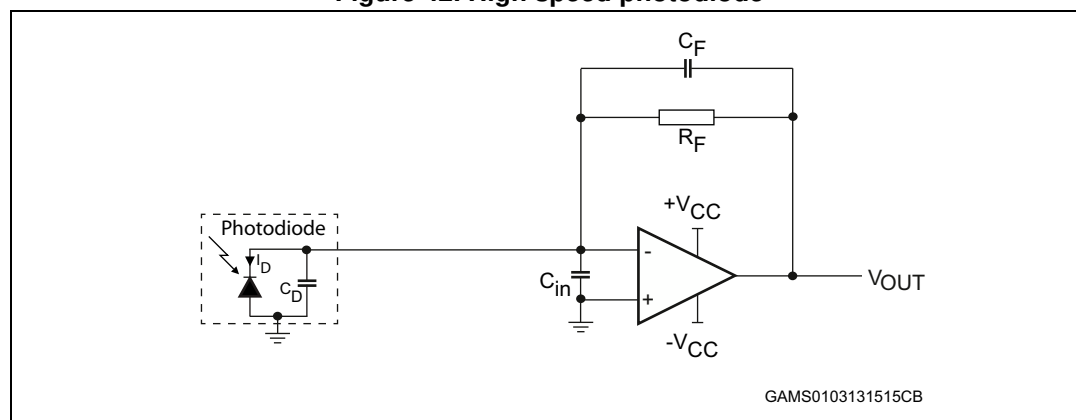 Figure 42. High-speed photodiode
CF
RF
+VCC
Photodiode
ID
CD
Cin
-
+
VOUT
-VCC
GAMS0103131515CB